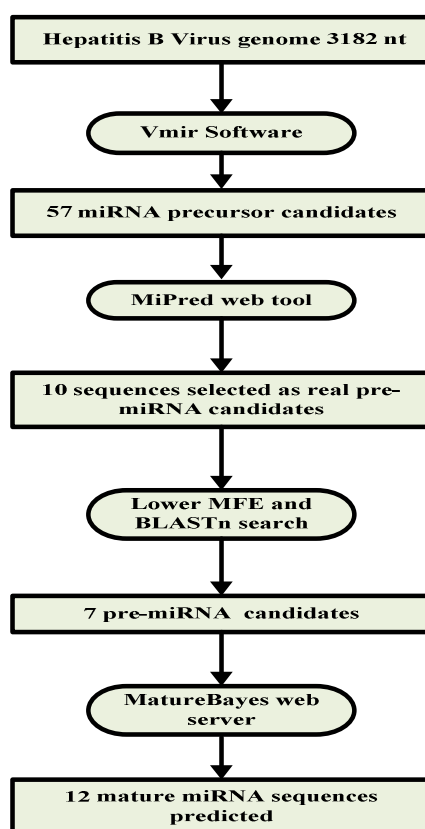 Hepatitis B Virus genome 3182 nt
Vmir Software
57 miRNA precursor candidates
MiPred web tool
10 sequences selected as real pre-
miRNA candidates
Lower MFE and
BLASTn search
7 pre-miRNA candidates
MatureBayes web
server
12 mature miRNA sequences
predicted